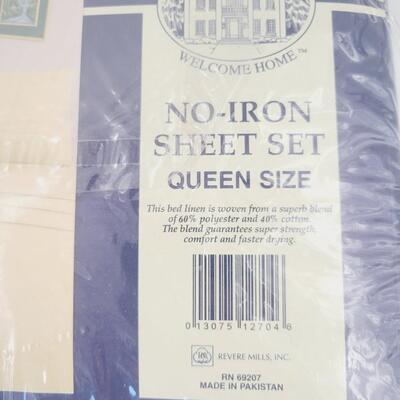 WELCOME HOME™
NO-IRON
SHEET SET
QUEEN SIZE
This bed linen is woven from a superb blend
of 60% polyester and 40% cotton.
The blend guarantees super strength,
comfort and faster drying.
0 13075 12704 6
REVERE MILLS, INC.
RN 69207
MADE IN PAKISTAN